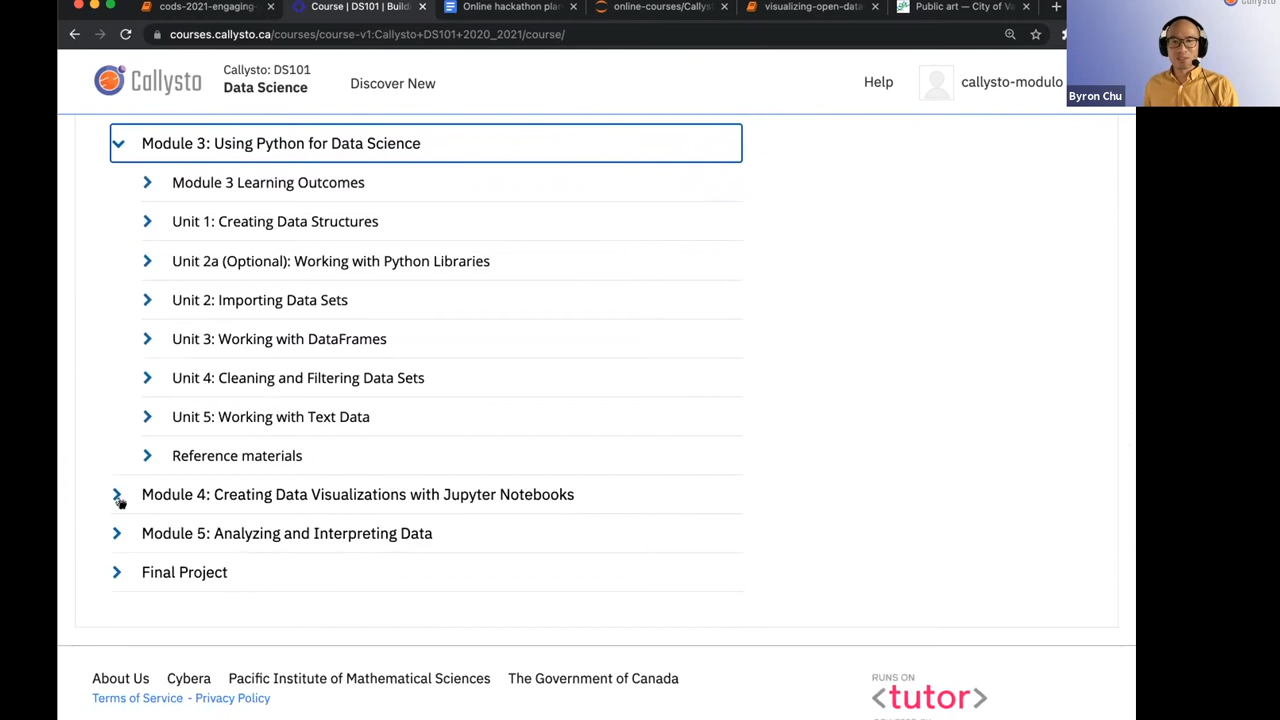 cods-2021-engaging-
Course | DS101 | Build
Online hackathon plan
online-courses/Callyst
visualizing-open-data
Public art — City of Va
courses.callysto.ca/courses/course-v1:Callysto+DS101+2020_2021/course/
Byron Chu
Callysto
Callysto: DS101
Data Science
Discover New
Help
callysto-modulo
Module 3: Using Python for Data Science
Module 3 Learning Outcomes
Unit 1: Creating Data Structures
Unit 2a (Optional): Working with Python Libraries
Unit 2: Importing Data Sets
Unit 3: Working with DataFrames
Unit 4: Cleaning and Filtering Data Sets
Unit 5: Working with Text Data
Reference materials
Module 4: Creating Data Visualizations with Jupyter Notebooks
Module 5: Analyzing and Interpreting Data
Final Project
About Us Cybera Pacific Institute of Mathematical Sciences The Government of Canada
Terms of Service - Privacy Policy
RUNS ON
<tutor>